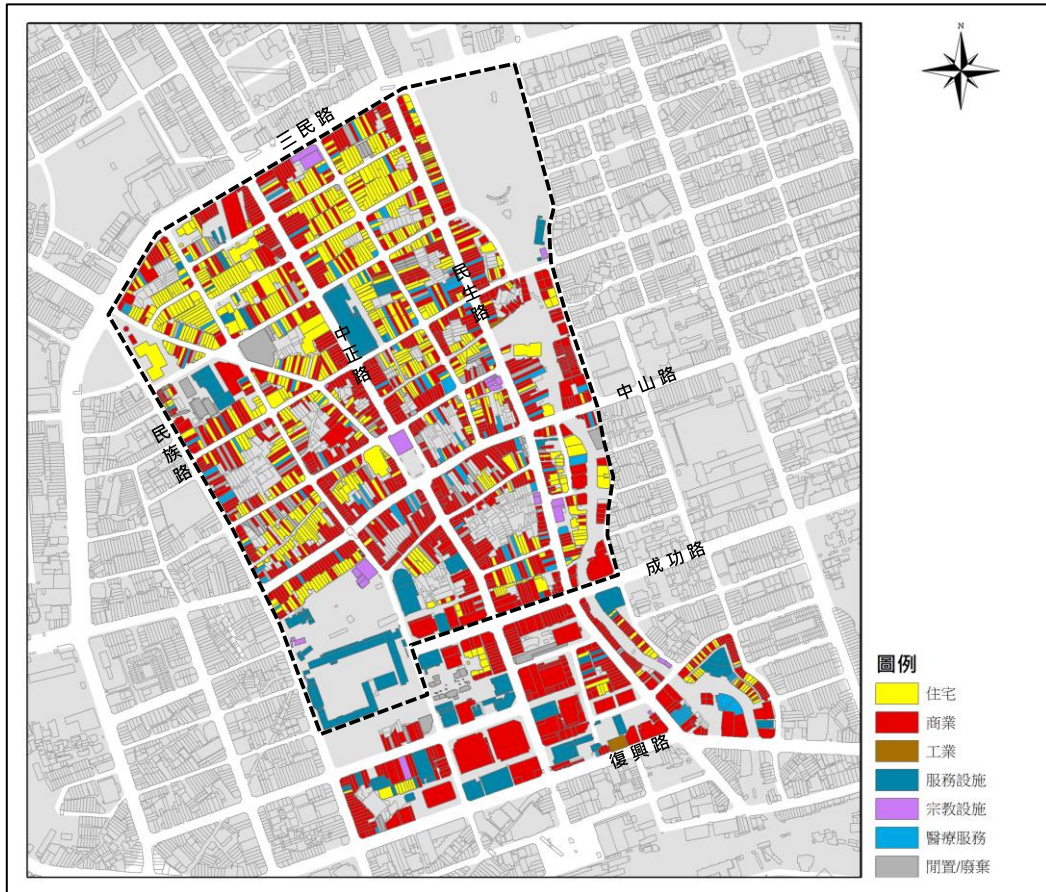 N
三民路
民生路
中正路
中山路
民族路
成功路
復興路
圖例
住宅
商業
工業
服務設施
宗教設施
醫療服務
閒置/廢棄